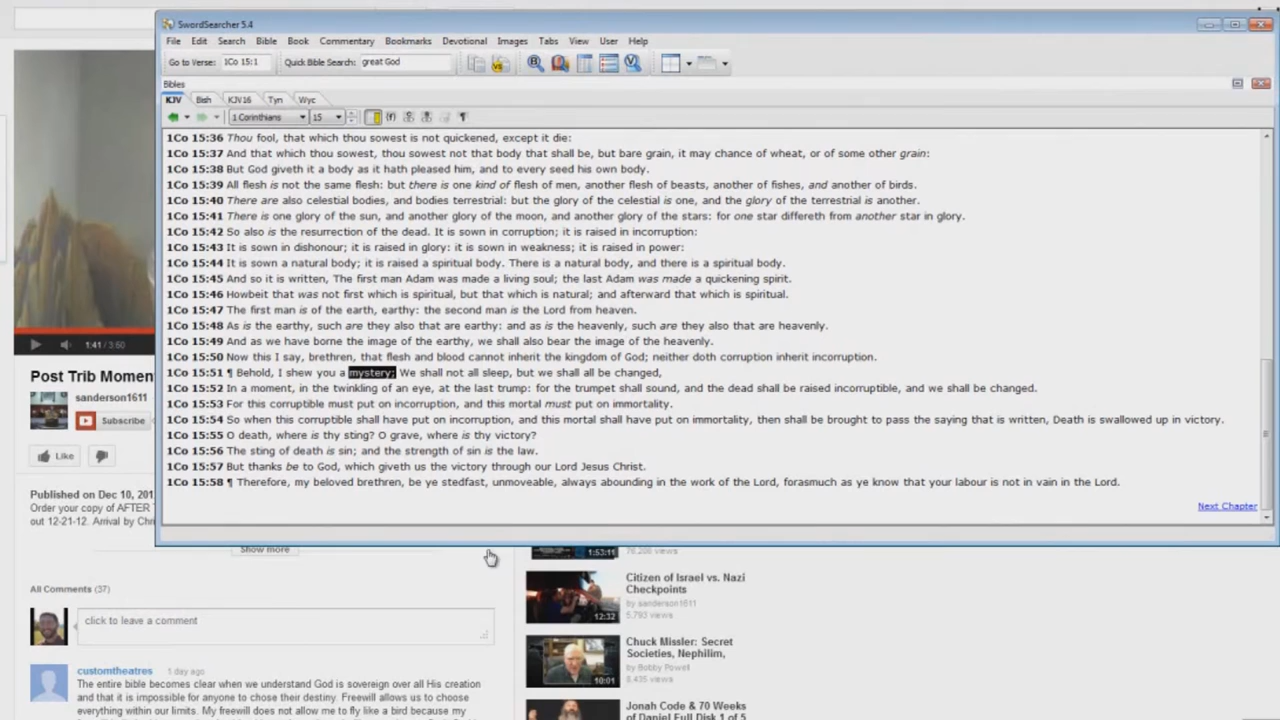 SwordSearcher 5.4
File Edit Search Bible Book Commentary Bookmarks Devotional Images Tabs View User Help
Go to Verse: 1Co 15:1 Quick Bible Search: great God
Bibles
KJV Bish KJV16 Tyn Wyc
1 Corinthians 15
1Co 15:36 Thou fool, that which thou sowest is not quickened, except it die:
1Co 15:37 And that which thou sowest, thou sowest not that body that shall be, but bare grain, it may chance of wheat, or of some other grain:
1Co 15:38 But God giveth it a body as it hath pleased him, and to every seed his own body.
1Co 15:39 All flesh is not the same flesh: but there is one kind of flesh of men, another flesh of beasts, another of fishes, and another of birds.
1Co 15:40 There are also celestial bodies, and bodies terrestrial: but the glory of the celestial is one, and the glory of the terrestrial is another.
1Co 15:41 There is one glory of the sun, and another glory of the moon, and another glory of the stars: for one star differeth from another star in glory.
1Co 15:42 So also is the resurrection of the dead. It is sown in corruption; it is raised in incorruption:
1Co 15:43 It is sown in dishonour; it is raised in glory: it is sown in weakness; it is raised in power:
1Co 15:44 It is sown a natural body; it is raised a spiritual body. There is a natural body, and there is a spiritual body.
1Co 15:45 And so it is written, The first man Adam was made a living soul; the last Adam was made a quickening spirit.
1Co 15:46 Howbeit that was not first which is spiritual, but that which is natural; and afterward that which is spiritual.
1Co 15:47 The first man is of the earth, earthy: the second man is the Lord from heaven.
1Co 15:48 As is the earthy, such are they also that are earthy: and as is the heavenly, such are they also that are heavenly.
1Co 15:49 And as we have borne the image of the earthy, we shall also bear the image of the heavenly.
1Co 15:50 Now this I say, brethren, that flesh and blood cannot inherit the kingdom of God; neither doth corruption inherit incorruption.
1Co 15:51 ¶ Behold, I shew you a mystery; We shall not all sleep, but we shall all be changed,
1Co 15:52 In a moment, in the twinkling of an eye, at the last trump: for the trumpet shall sound, and the dead shall be raised incorruptible, and we shall be changed.
1Co 15:53 For this corruptible must put on incorruption, and this mortal must put on immortality.
1Co 15:54 So when this corruptible shall have put on incorruption, and this mortal shall have put on immortality, then shall be brought to pass the saying that is written, Death is swallowed up in victory.
1Co 15:55 O death, where is thy sting? O grave, where is thy victory?
1Co 15:56 The sting of death is sin; and the strength of sin is the law.
1Co 15:57 But thanks be to God, which giveth us the victory through our Lord Jesus Christ.
1Co 15:58 ¶ Therefore, my beloved brethren, be ye stedfast, unmoveable, always abounding in the work of the Lord, forasmuch as ye know that your labour is not in vain in the Lord.
Next Chapter
1:41 / 3:50
Post Trib Momen
sanderson1611
Subscribe
Like
Published on Dec 10, 201
Order your copy of AFTER T
out 12-21-12. Arrival by Chri
Show more
All Comments (37)
click to leave a comment
customtheatres 1 day ago
The entire bible becomes clear when we understand God is sovereign over all His creation
and that it is impossible for anyone to chose their destiny. Freewill allows us to choose
everything within our limits. My freewill does not allow me to fly like a bird because my
1:53:11
views
Citizen of Israel vs. Nazi
Checkpoints
by sanderson1611
5,793 views
12:32
Chuck Missler: Secret
Societies, Nephilim,
by Bobby Powell
views
10:01
Jonah Code & 70 Weeks
of Daniel Full Disk 1 of 5